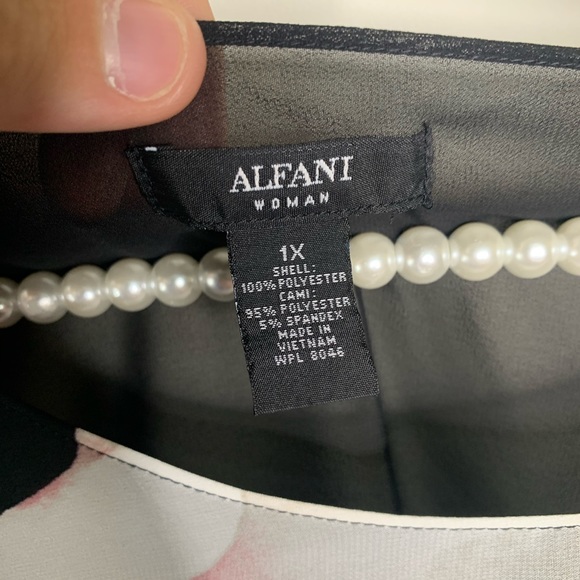 ALFANI
WOMAN
1X
SHELL:
100% POLYESTER
CAMI:
95% POLYESTER
5% SPANDEX
MADE IN
VIETNAM
WPL 8046